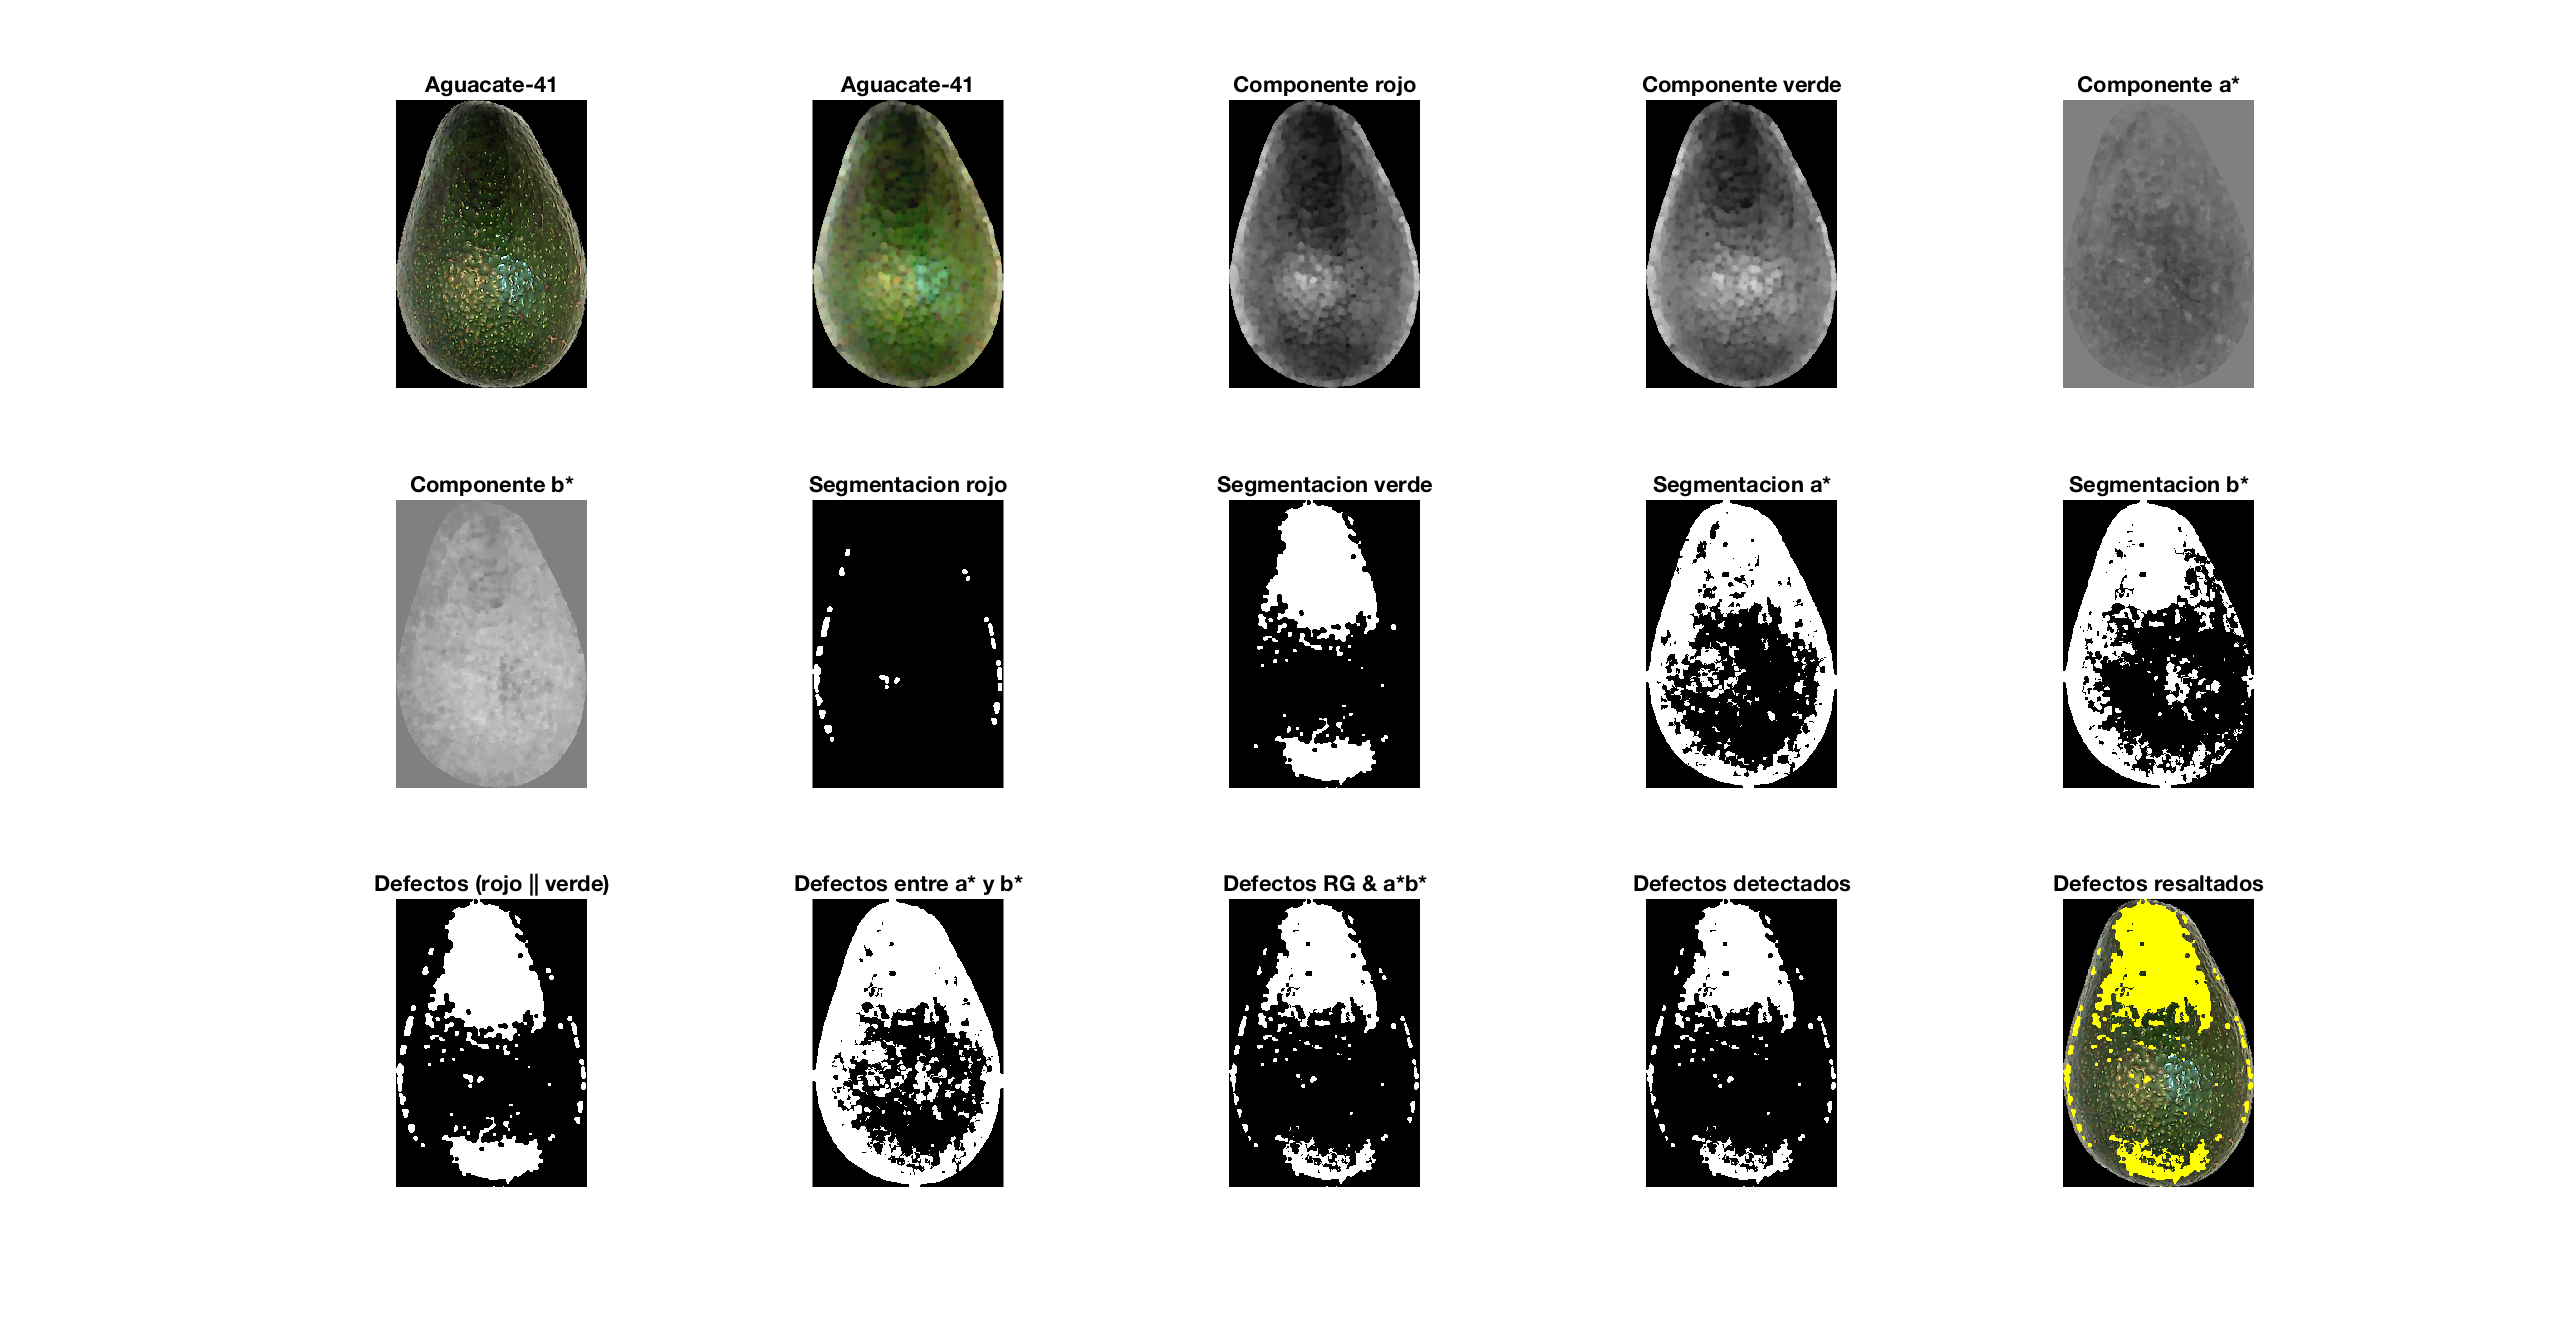 Aguacate-41
Aguacate-41
Componente rojo
Componente verde
Componente a*
Componente b*
Segmentacion rojo
Segmentacion verde
Segmentacion a*
Segmentacion b*
Defectos (rojo || verde)
Defectos entre a* y b*
Defectos RG & a*b*
Defectos detectados
Defectos resaltados